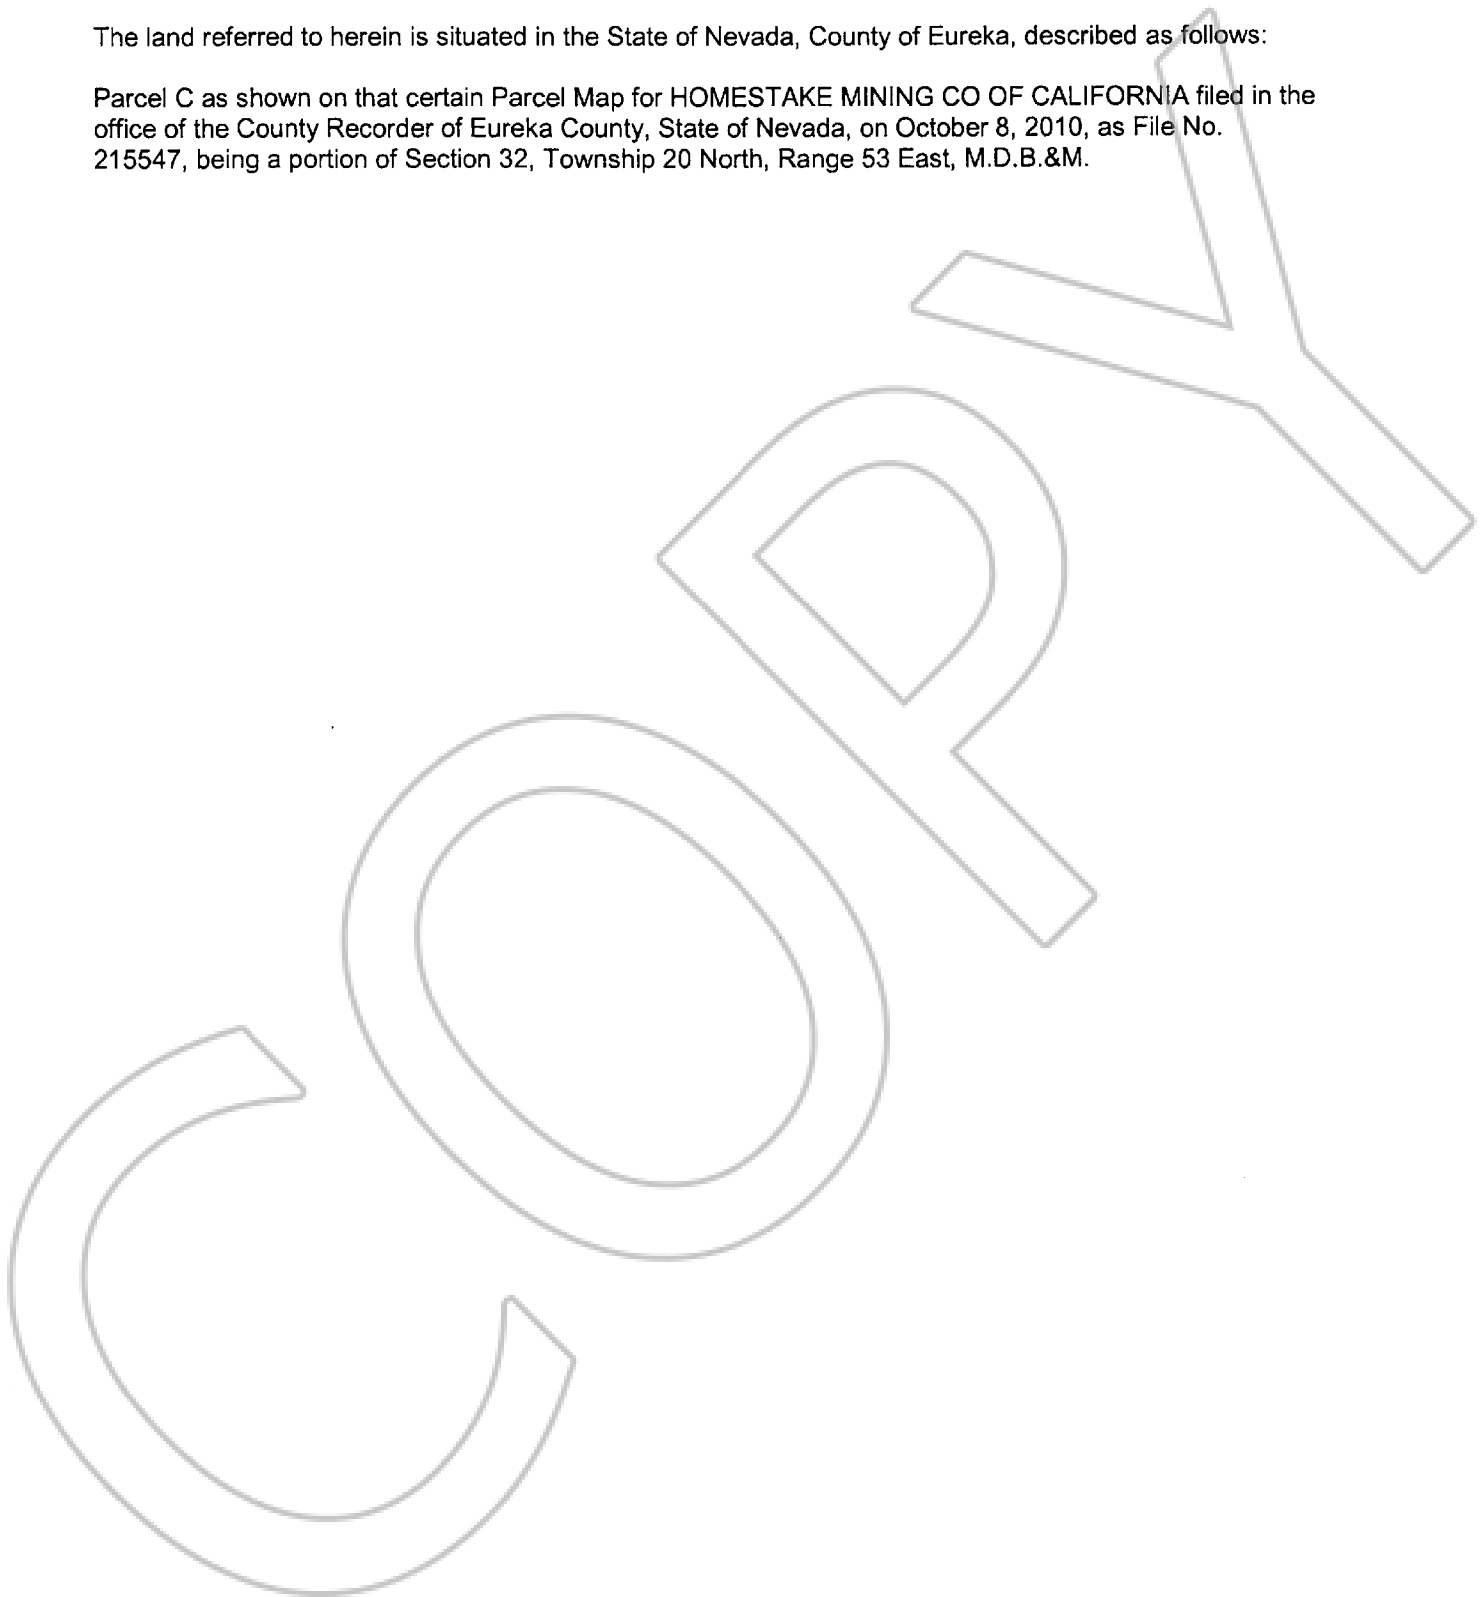 The land referred to herein is situated in the State of Nevada, County of Eureka, described as follows:
Parcel C as shown on that certain Parcel Map for HOMESTAKE MINING CO OF CALIFORNIA filed in the
office of the County Recorder of Eureka County, State of Nevada, on October 8, 2010, as File No.
215547, being a portion of Section 32, Township 20 North, Range 53 East, M.D.B.&M.
COPY